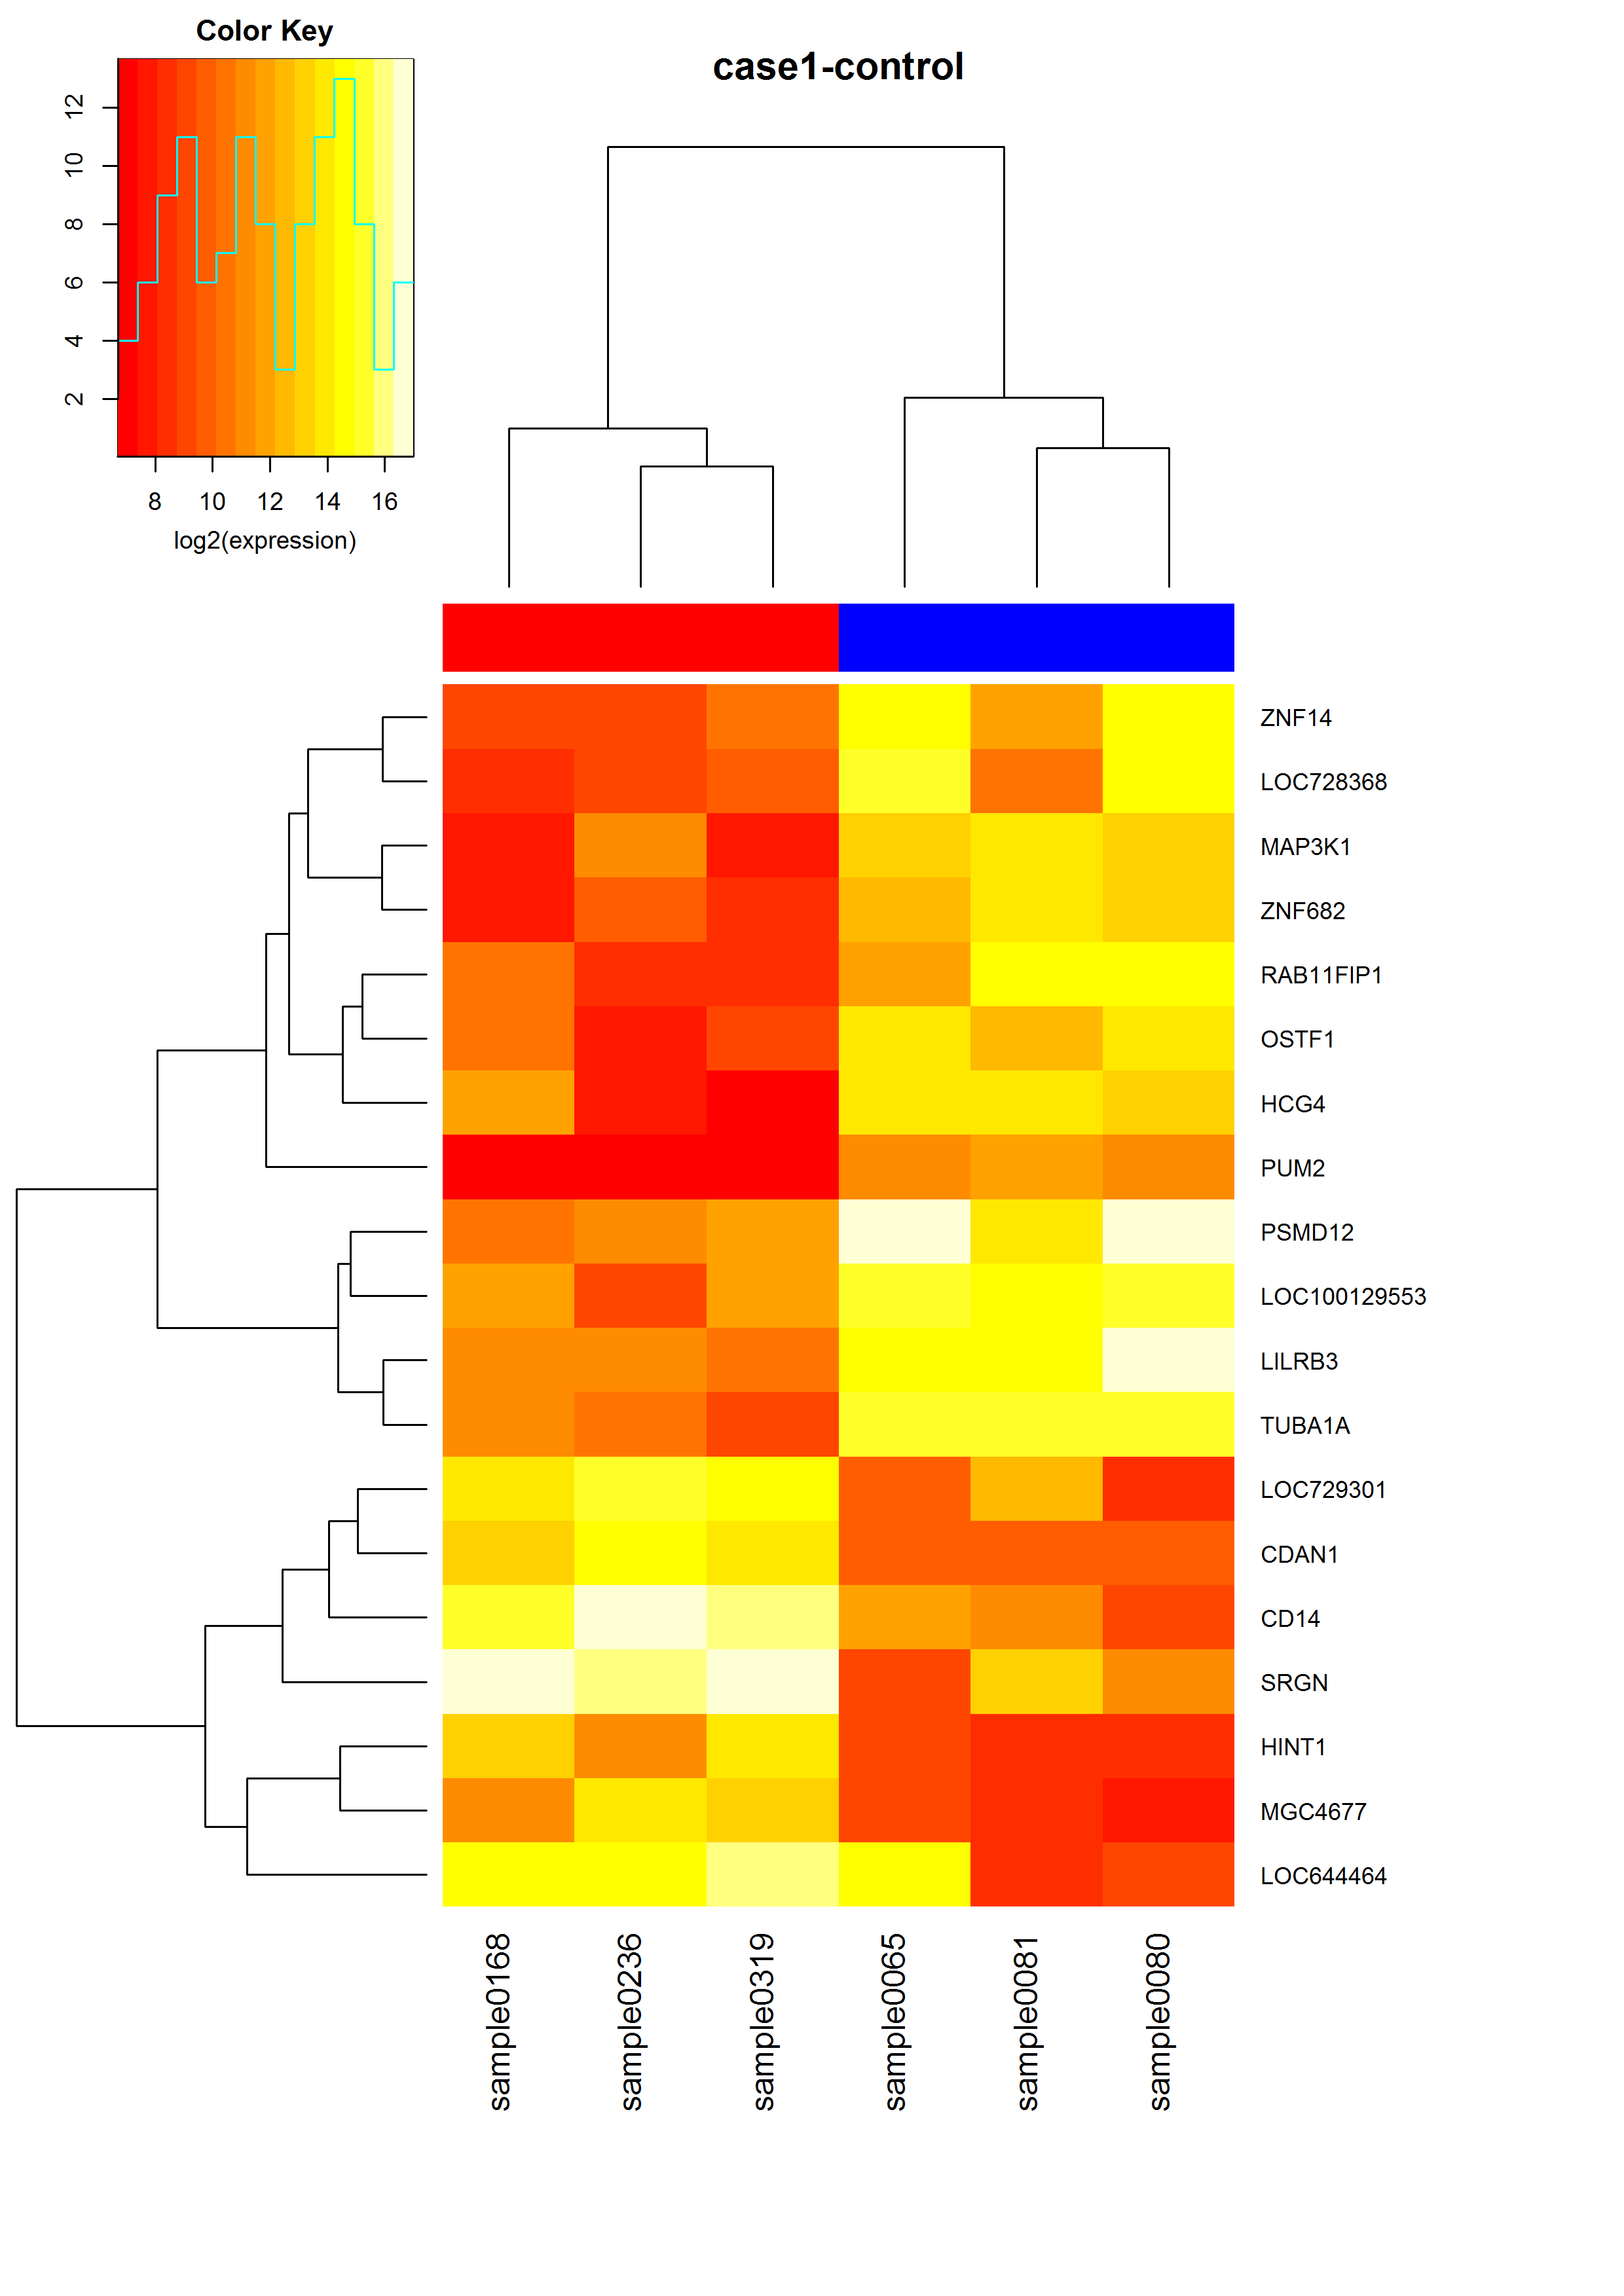 Color Key
case1-control
12
10
8
6
4
2
8 10 12 14 16
log2(expression)
ZNF14
LOC728368
MAP3K1
ZNF682
RAB11FIP1
OSTF1
HCG4
PUM2
PSMD12
LOC100129553
LILRB3
TUBA1A
LOC729301
CDAN1
CD14
SRGN
HINT1
MGC4677
LOC644464
sample0168
sample0236
sample0319
sample0065
sample0081
sample0080